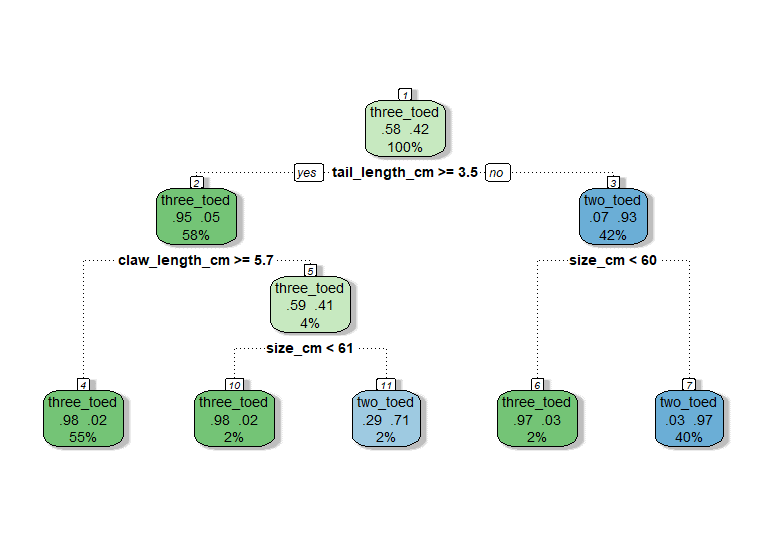 1
three_toed
.58 .42
100%
yes tail_length_cm >= 3.5 no
2
three_toed
.95 .05
58%
3
two_toed
.07 .93
42%
claw_length_cm >= 5.7
size_cm < 60
5
three_toed
.59 .41
4%
size_cm < 61
4
three_toed
.98 .02
55%
10
three_toed
.98 .02
2%
11
two_toed
.29 .71
2%
6
three_toed
.97 .03
2%
7
two_toed
.03 .97
40%